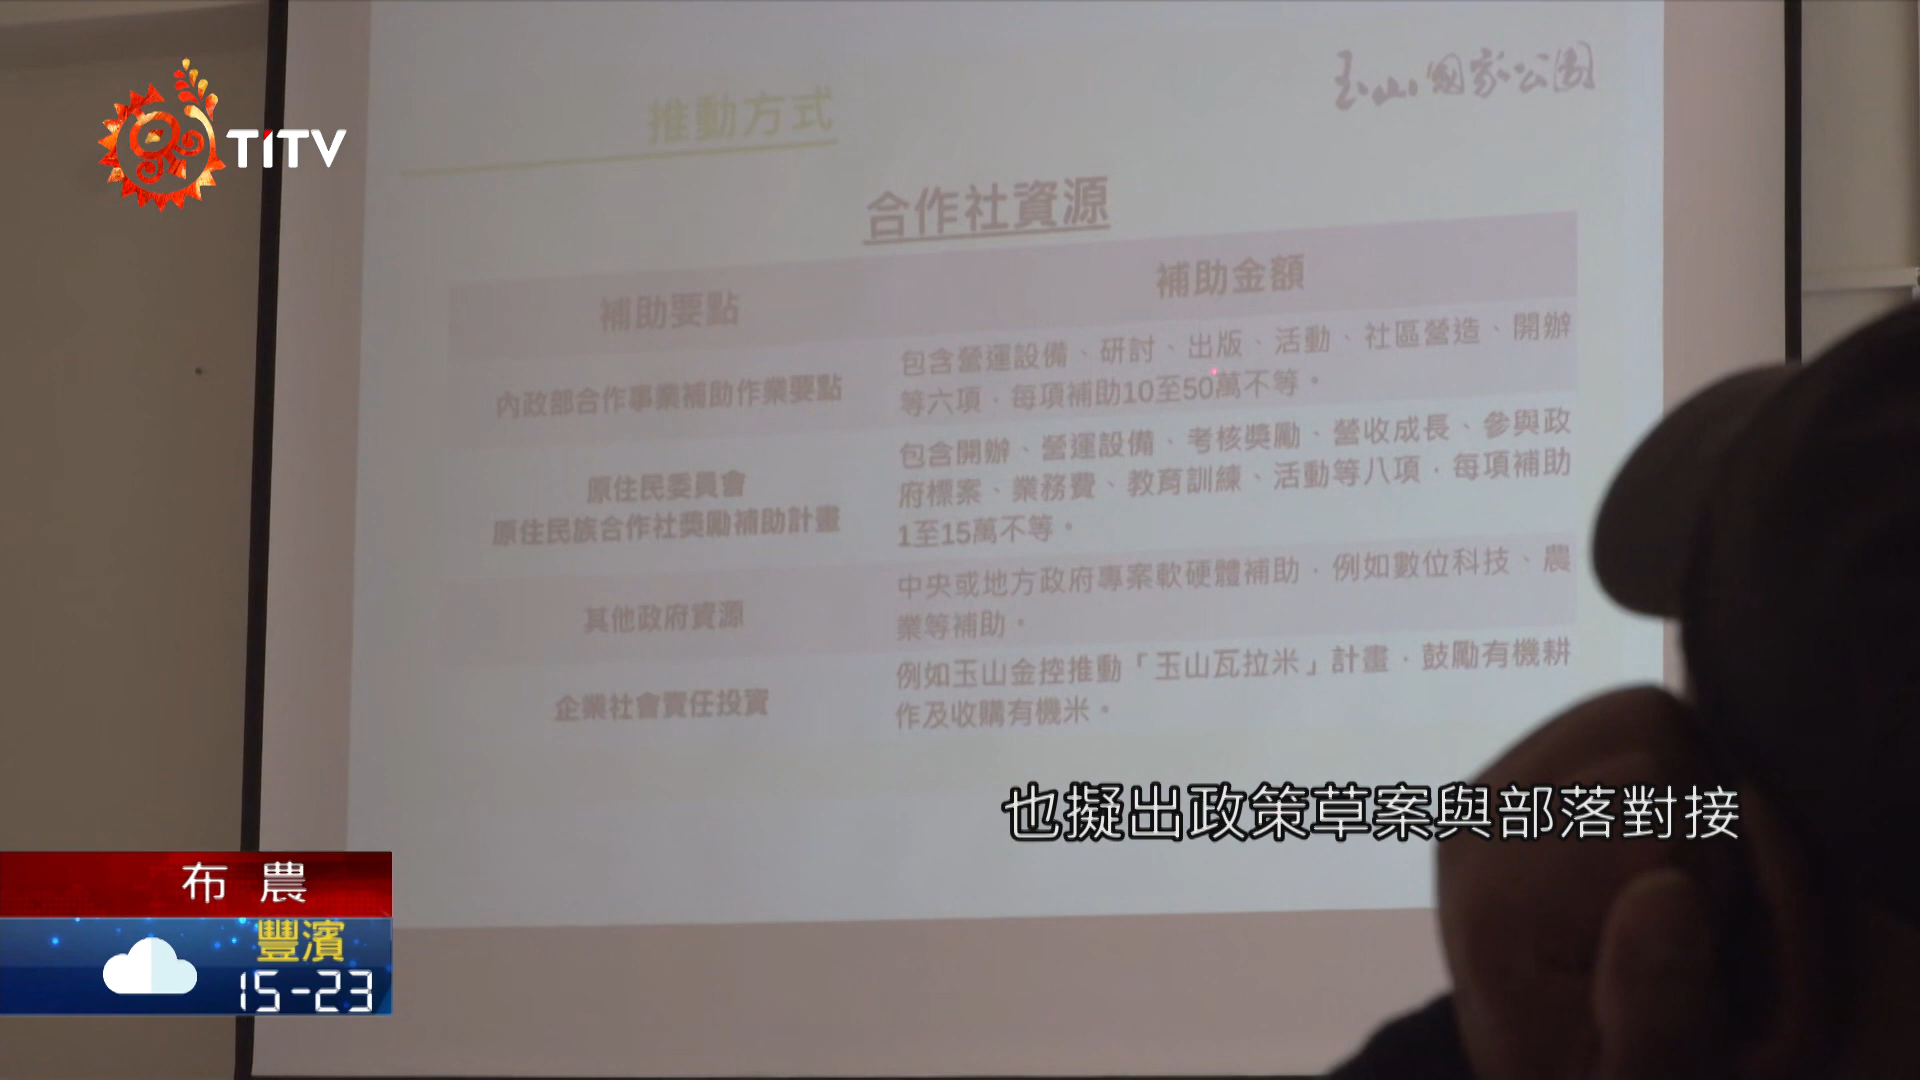 TITV
玉山國家公園
推動方式
合作社資源
補助要點
補助金額
內政部合作事業補助作業要點
包含營運設備、研討、出版、活動、社區營造、開辦
等六項,每項補助10至50萬不等。
原住民委員會
原住民族合作社獎勵補助計畫
包含開辦、營運設備、考核獎勵、營收成長、參與政
府標案、業務費、教育訓練、活動等八項,每項補助
1至15萬不等。
其他政府資源
中央或地方政府專案軟硬體補助,例如數位科技、農
業等補助。
企業社會責任投資
例如玉山金控推動「玉山瓦拉米」計畫,鼓勵有機耕
作及收購有機米。
也擬出政策草案與部落對接
布農
豐濱
15-23